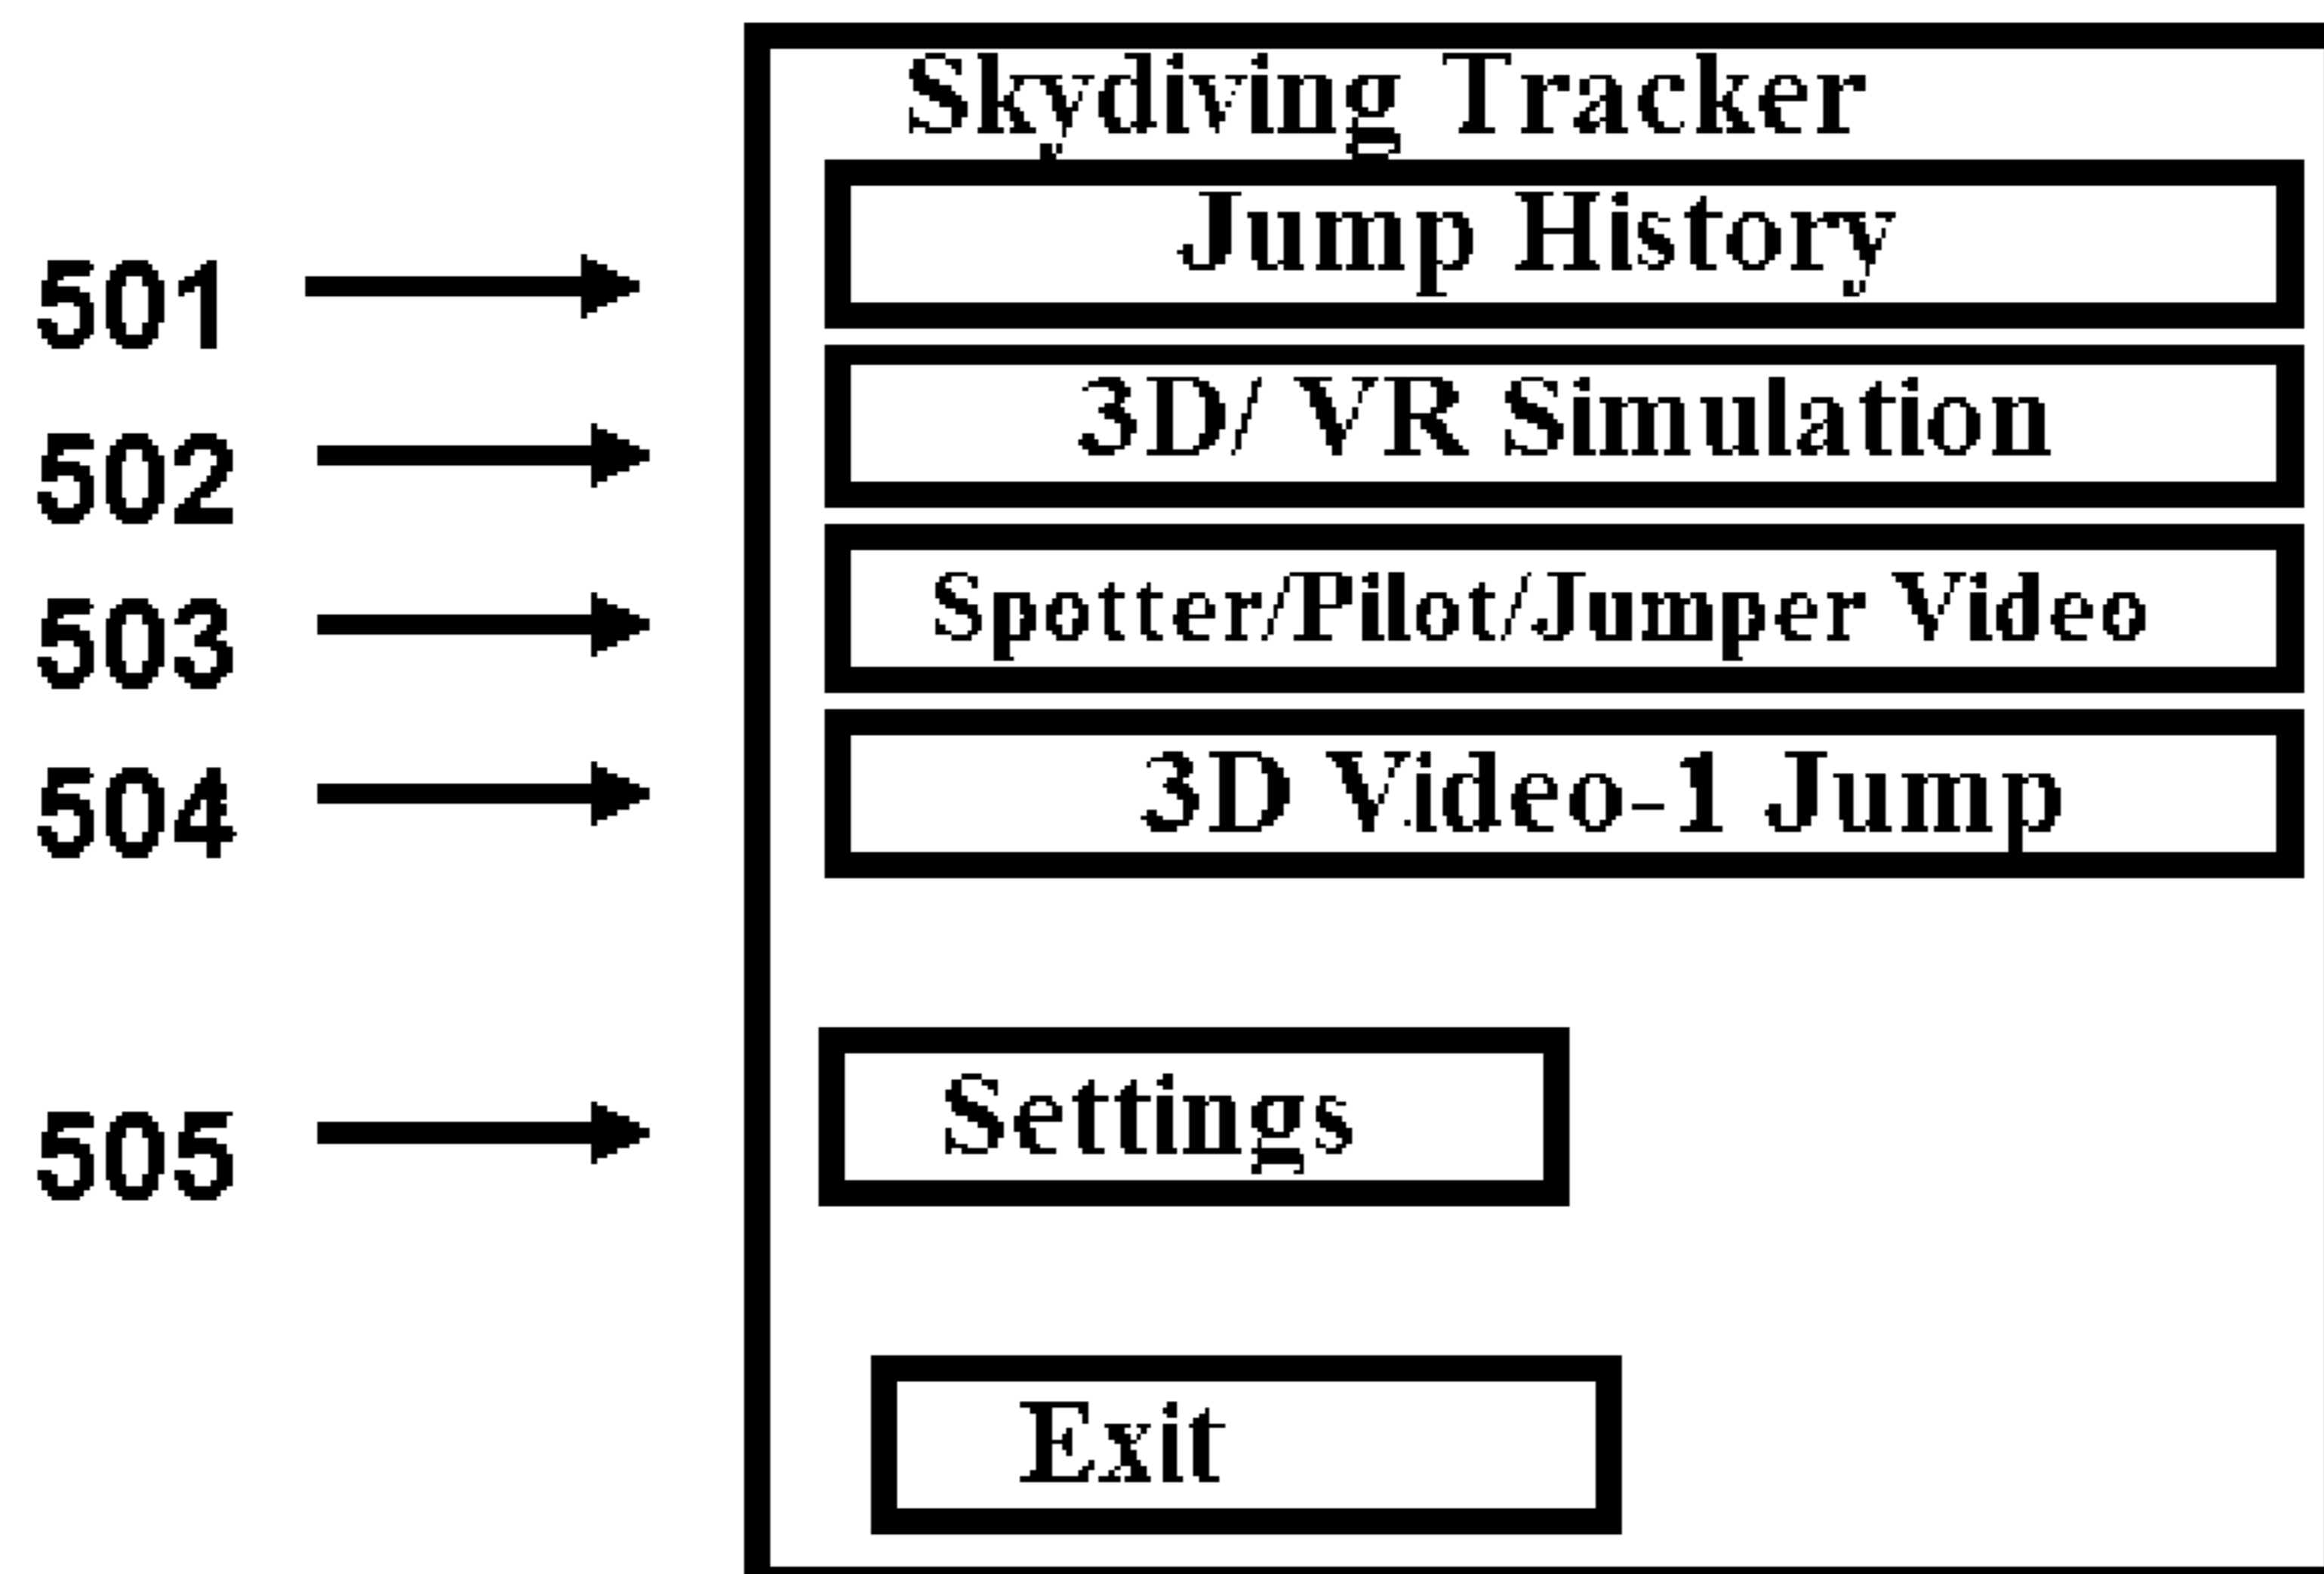 Skydiving Tracker
501 Jump History
502 3D/ VR Simulation
503 Spotter/Pilot/Jumper Video
504 3D Video-1 Jump
505 Settings
Exit